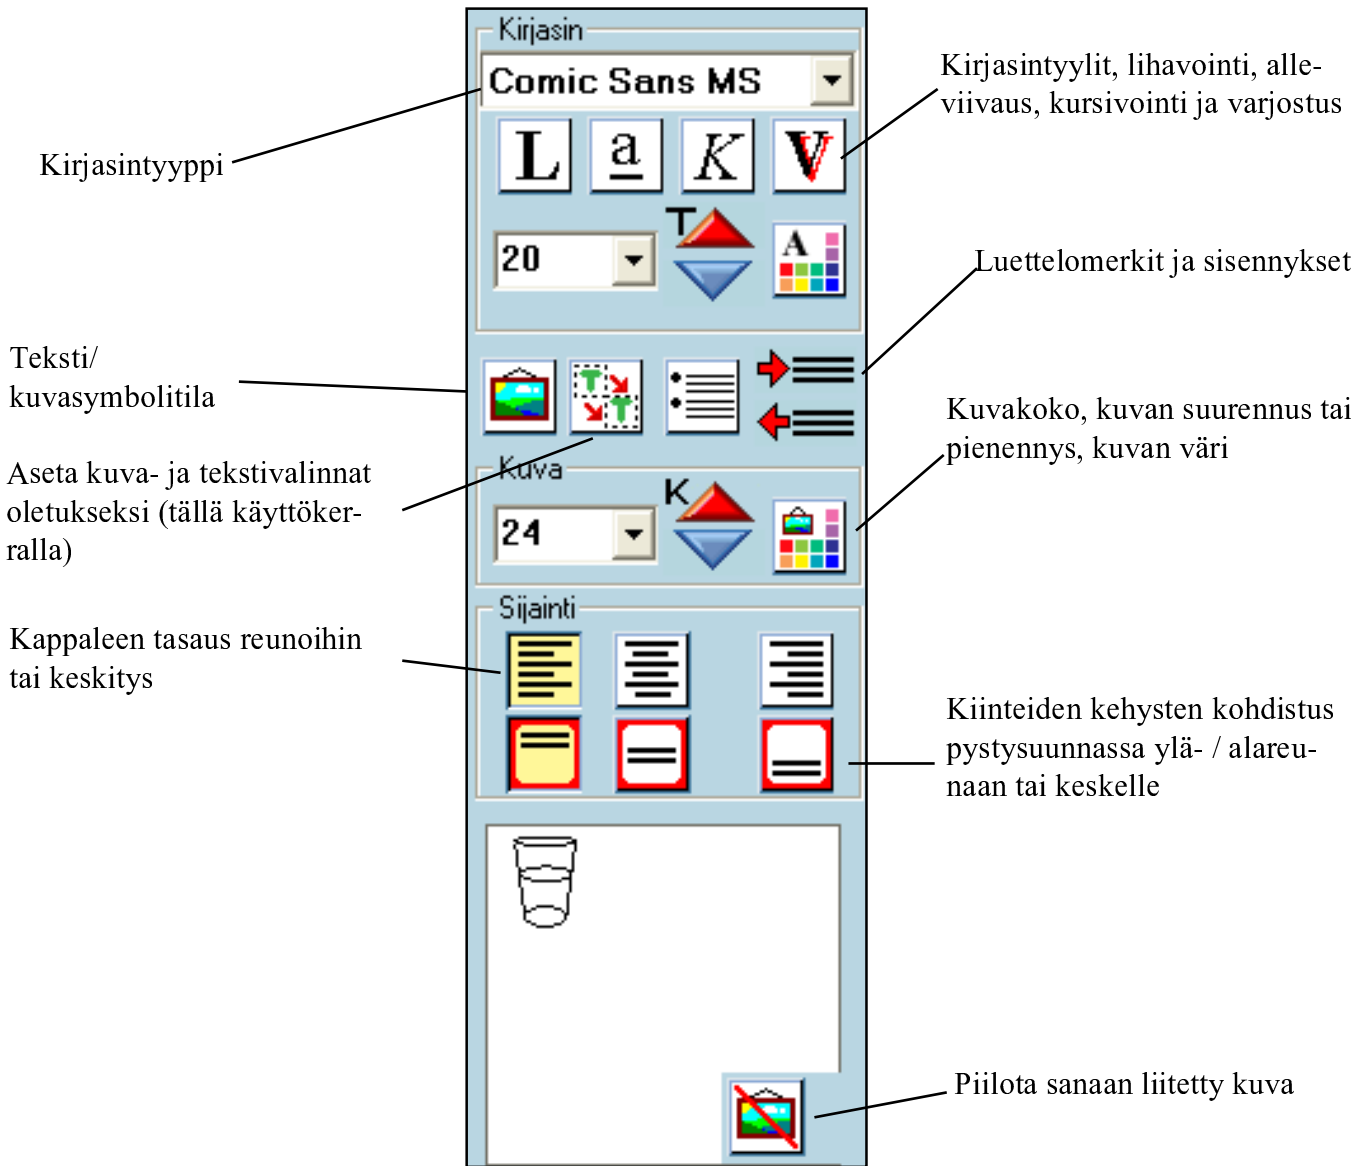 Kirjasin
Comic Sans MS
Kirjasintyylit, lihavointi, alle-
viivaus, kursivointi ja varjostus
L a K V
Kirjasintyyppi
T
A
20
Luettelomerkit ja sisennykset
Teksti/
kuvasymbolitila
T
T
Kuvakoko, kuvan suurennus tai
pienennys, kuvan väri
Aseta kuva- ja tekstivalinnat
oletukseksi (tällä käyttöker-
ralla)
Kuva
K
24
Sijainti
Kappaleen tasaus reunoihin
tai keskitys
Kiinteiden kehysten kohdistus
pystysuunnassa ylä- / alareu-
naan tai keskelle
Piilota sanaan liitetty kuva